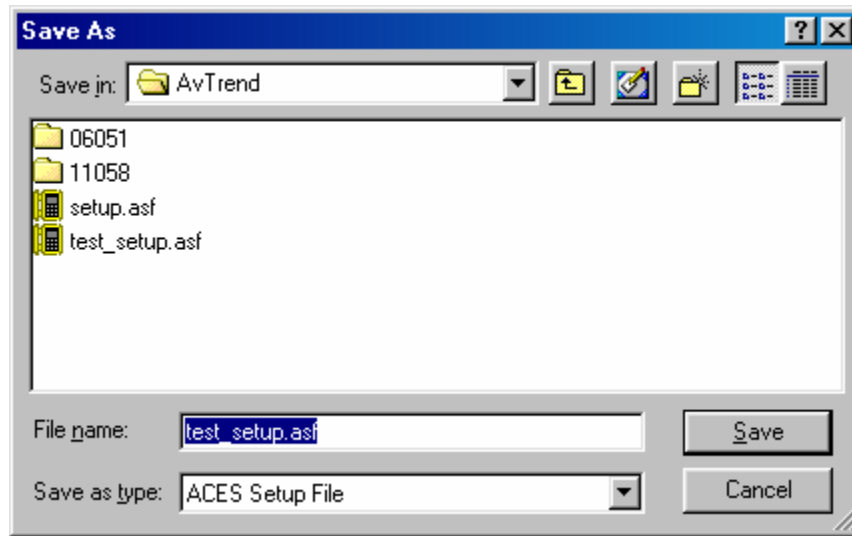 Save As
Save in: AvTrend
06051
11058
setup.asf
test_setup.asf
File name: test_setup.asf Save
Save as type: ACES Setup File Cancel